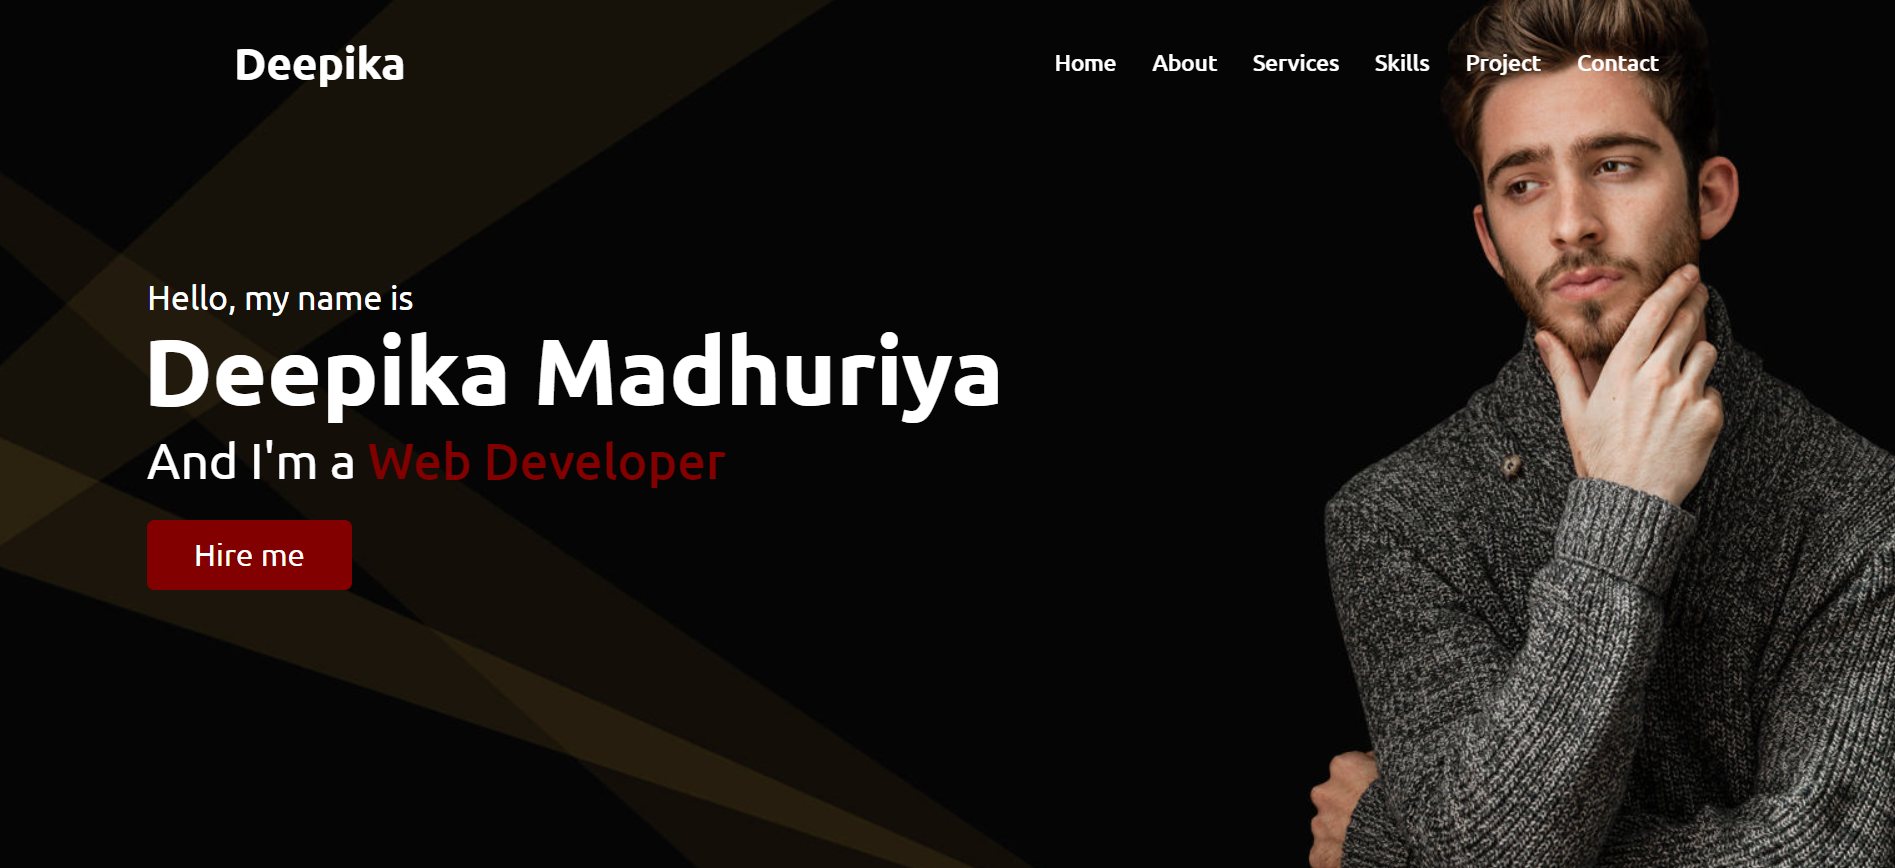 Deepika
Home About Services Skills Project Contact
Hello, my name is
Deepika Madhuriya
And I'm a Web Developer
Hire me